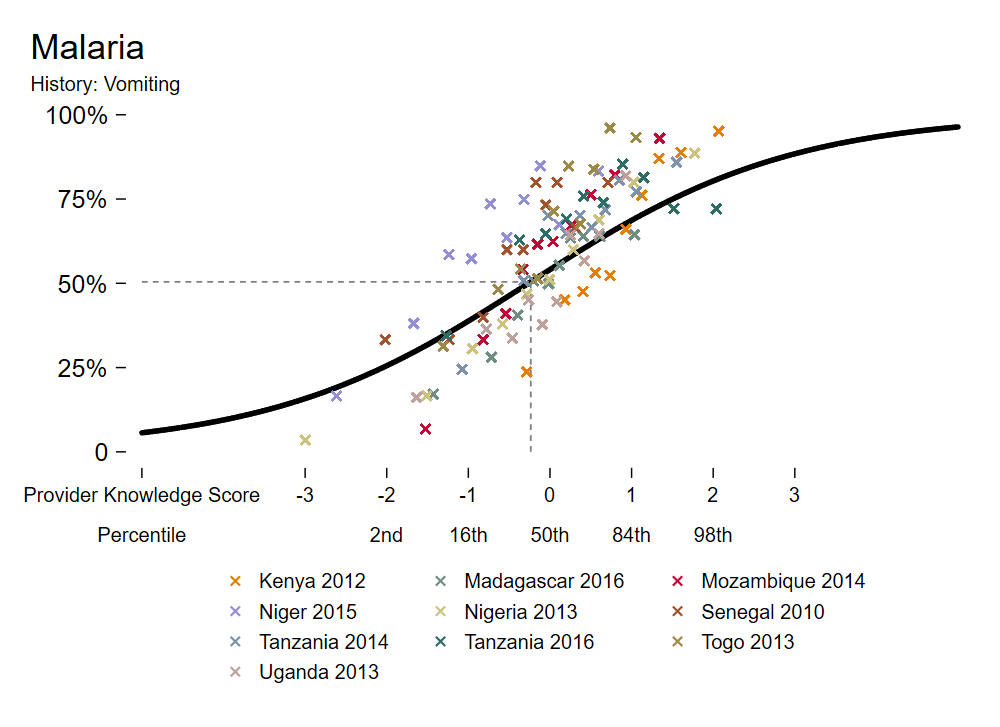 Malaria
History: Vomiting
100%
75%
50%
25%
0
Provider Knowledge Score -3 -2 -1 0 1 2 3
Percentile 2nd 16th 50th 84th 98th
Kenya 2012 Madagascar 2016 Mozambique 2014
Niger 2015 Nigeria 2013 Senegal 2010
Tanzania 2014 Tanzania 2016 Togo 2013
Uganda 2013